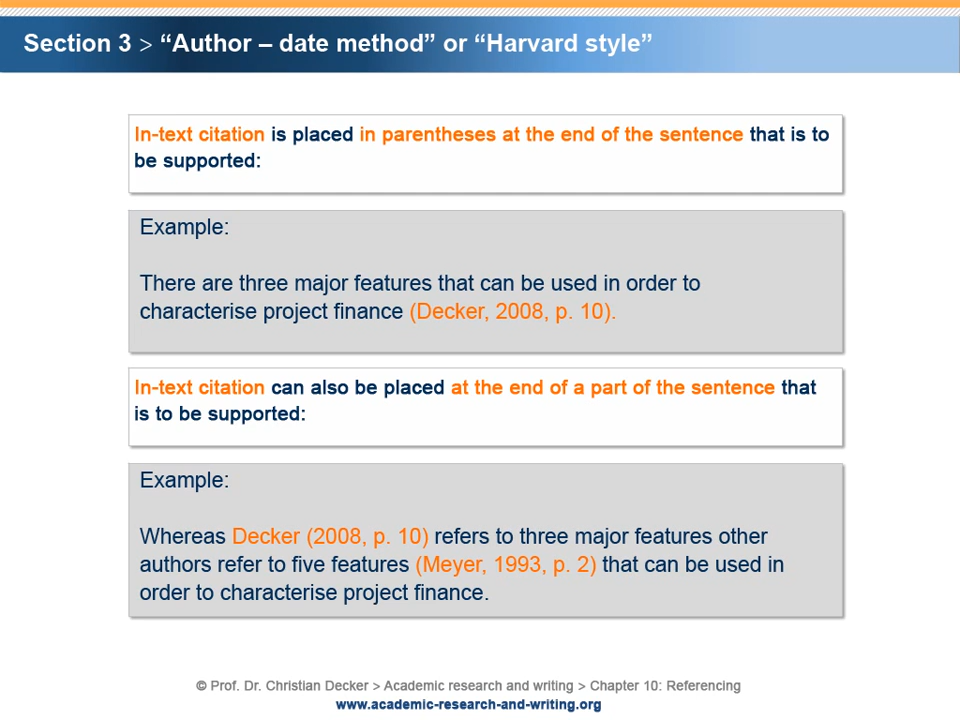 Section 3 > “Author – date method” or “Harvard style”
In-text citation is placed in parentheses at the end of the sentence that is to
be supported:
Example:
There are three major features that can be used in order to
characterise project finance (Decker, 2008, p. 10).
In-text citation can also be placed at the end of a part of the sentence that
is to be supported:
Example:
Whereas Decker (2008, p. 10) refers to three major features other
authors refer to five features (Meyer, 1993, p. 2) that can be used in
order to characterise project finance.
© Prof. Dr. Christian Decker > Academic research and writing > Chapter 10: Referencing
www.academic-research-and-writing.org